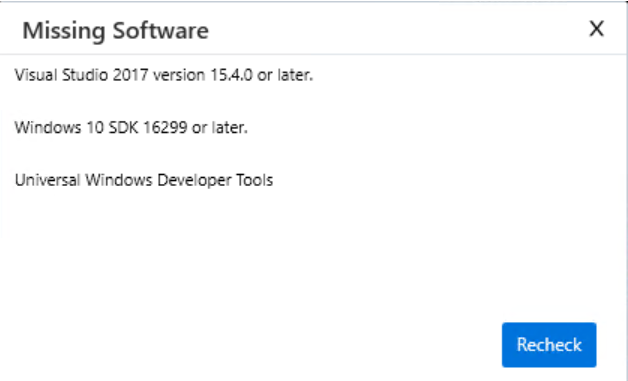 Missing Software X
Visual Studio 2017 version 15.4.0 or later.
Windows 10 SDK 16299 or later.
Universal Windows Developer Tools
Recheck